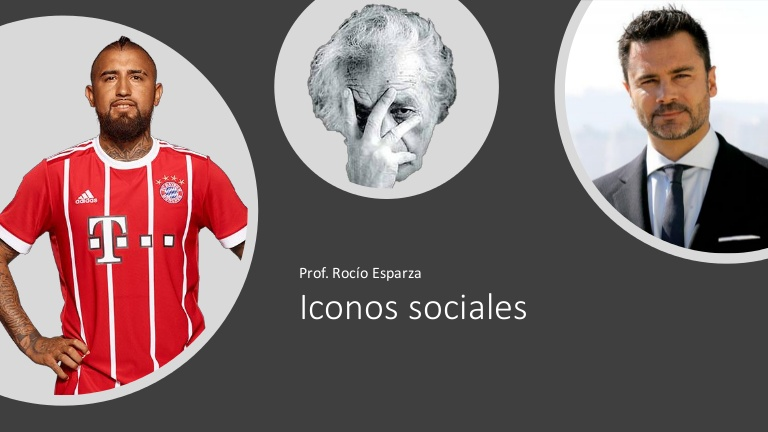 adidas
T
Prof. Rocío Esparza
Iconos sociales